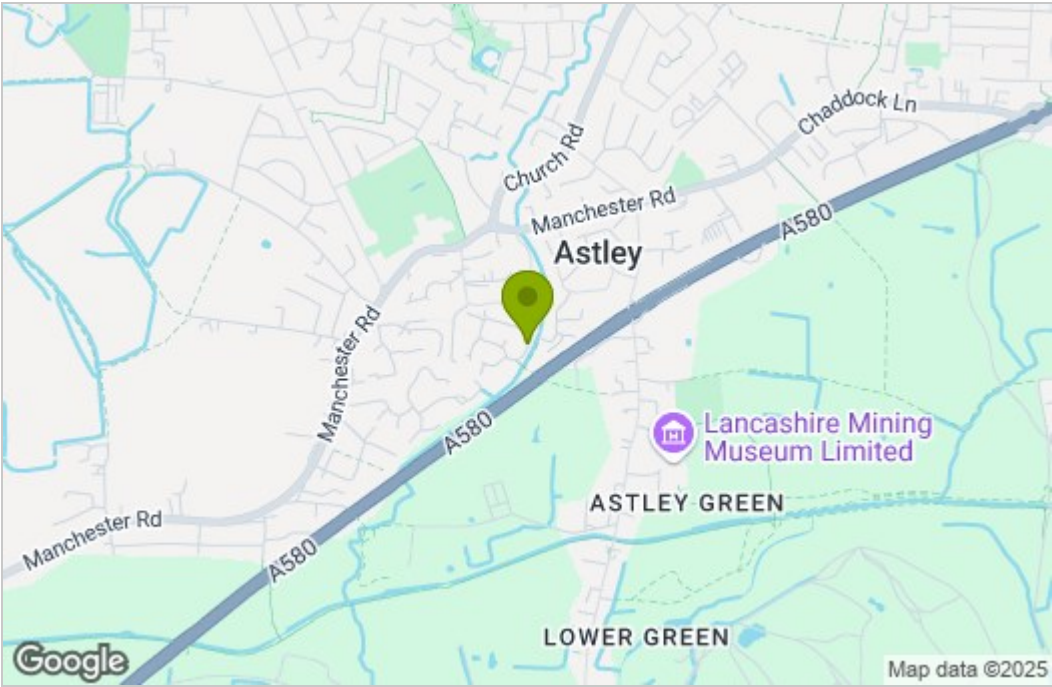 Chaddock Ln
Church Rd
Manchester Rd
A580
Astley
Manchester Rd
A580
Lancashire Mining
Museum Limited
ASTLEY GREEN
Manchester Rd
A580
LOWER GREEN
Google
Map data ©2025